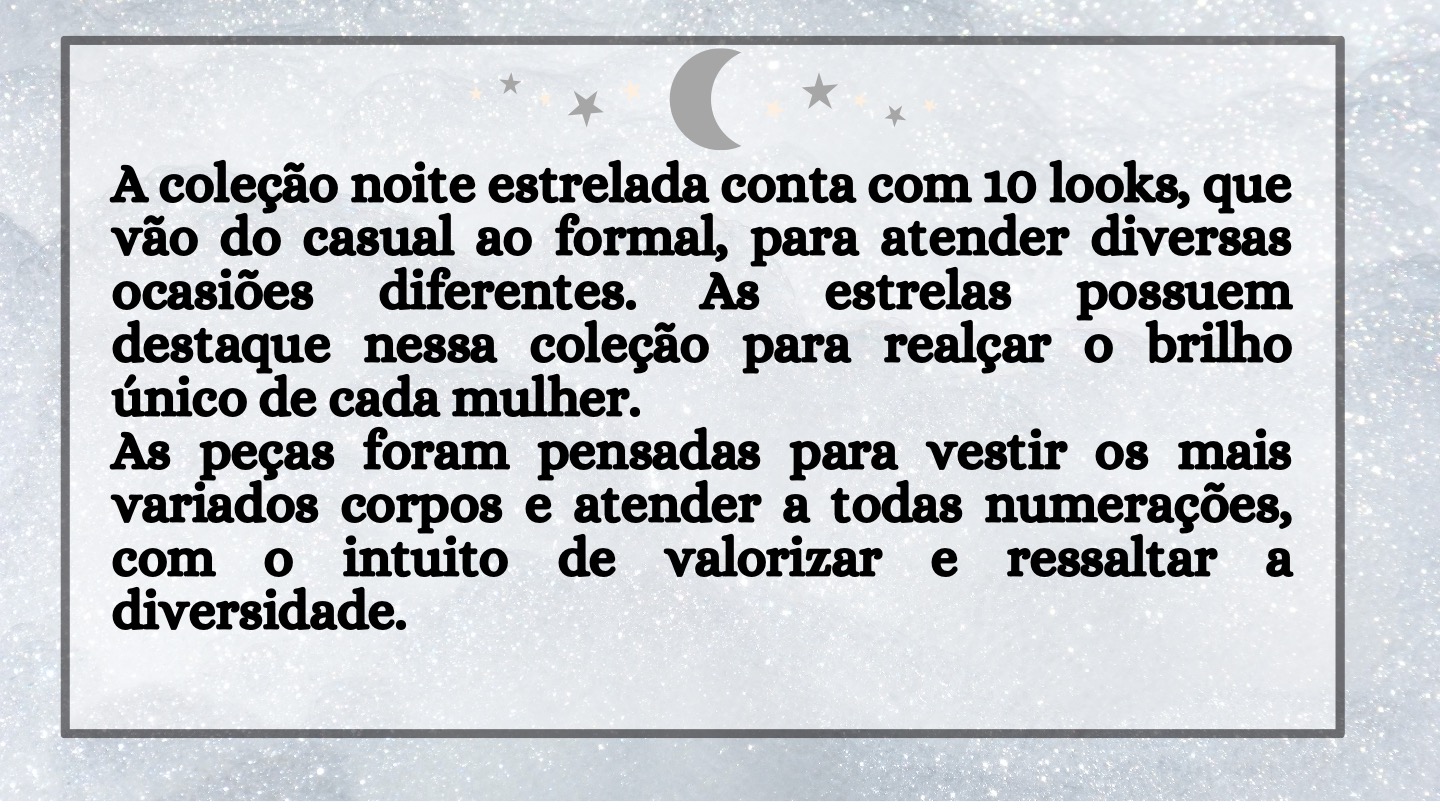 A coleção noite estrelada conta com 10 looks, que
vão do casual ao formal, para atender diversas
ocasiões diferentes. As estrelas possuem
destaque nessa coleção para realçar o brilho
único de cada mulher.
As peças foram pensadas para vestir os mais
variados corpos e atender a todas numerações,
com o intuito de valorizar e ressaltar a
diversidade.